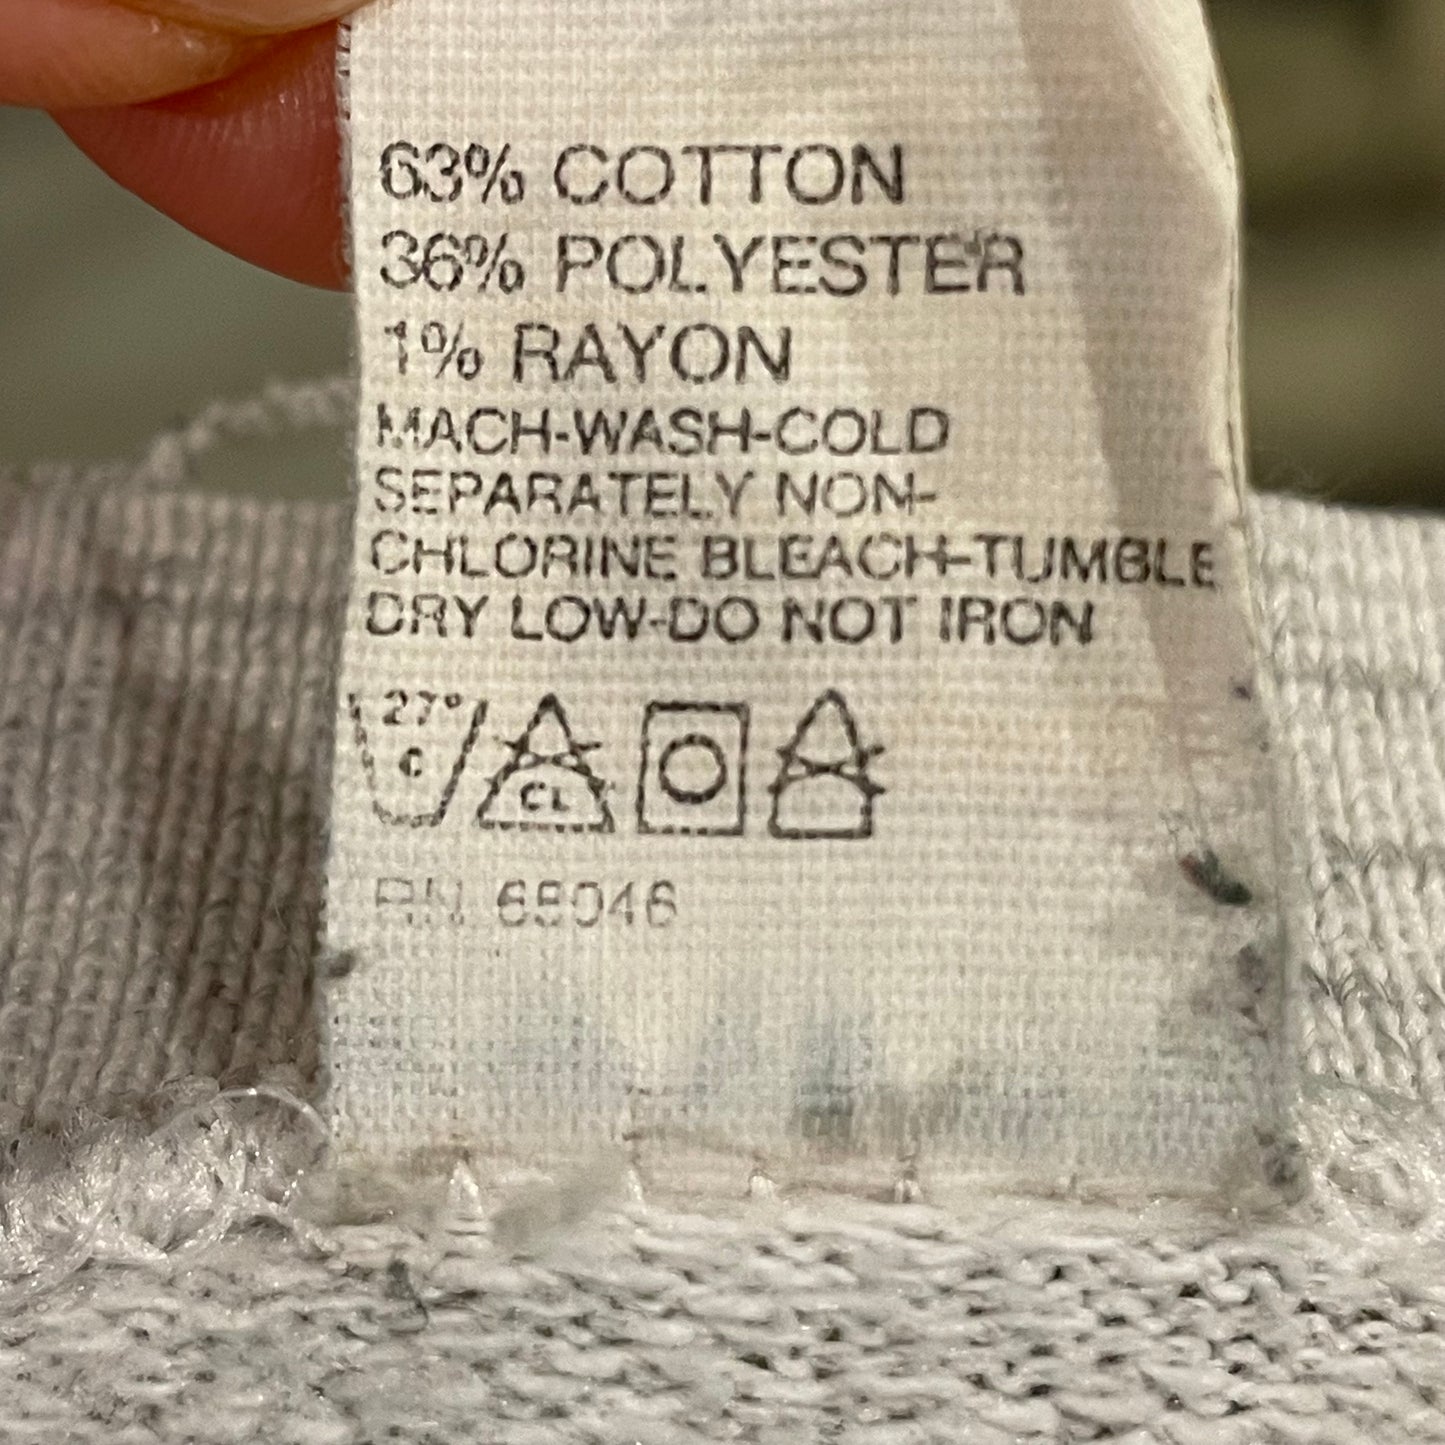 63% COTTON
36% POLYESTER
1% RAYON
MACH-WASH-COLD
SEPARATELY NON-
CHLORINE BLEACH-TUMBLE
DRY LOW-DO NOT IRON
27°
C
CL
RN